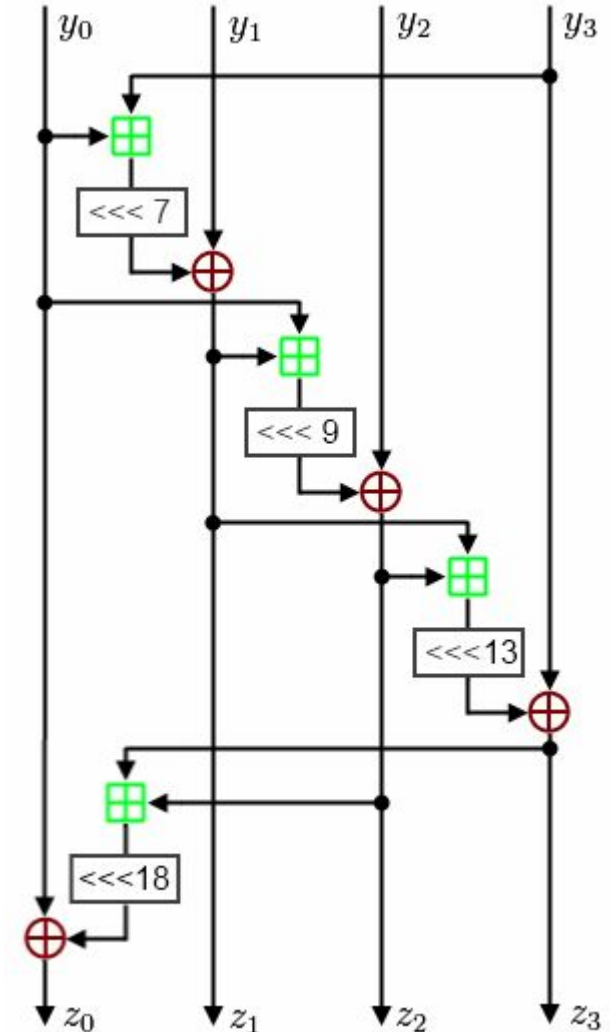 y₀ y₁ y₂ y₃
<<< 7
<<< 9
<<<13
<<<18
z₀ z₁ z₂ z₃